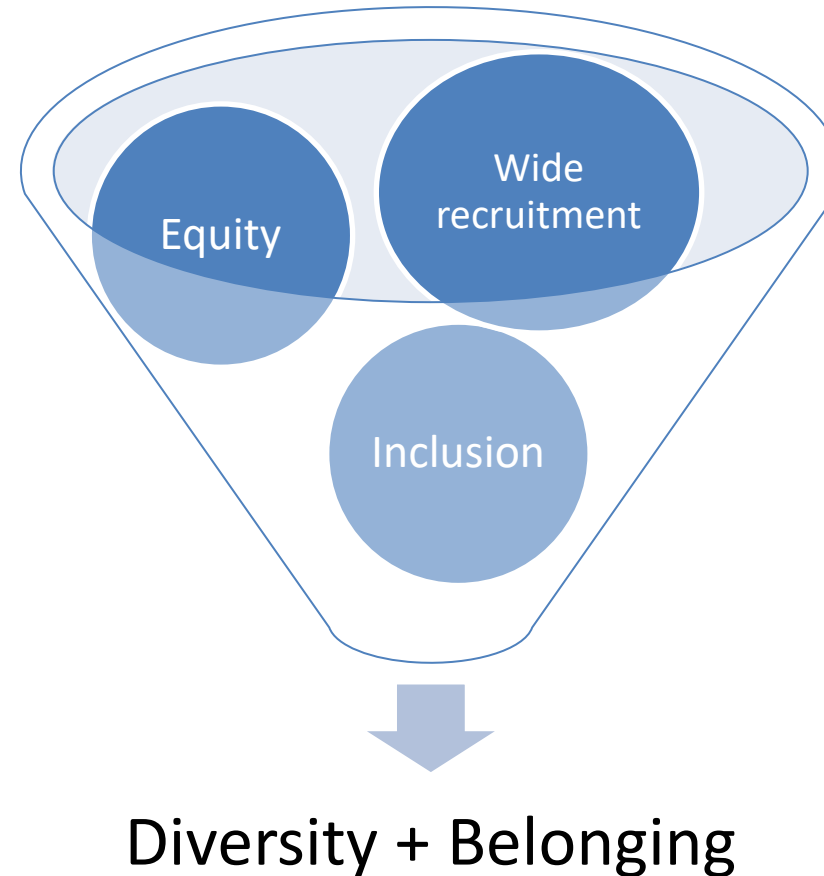 Wide
recruitment
Equity
Inclusion
Diversity + Belonging